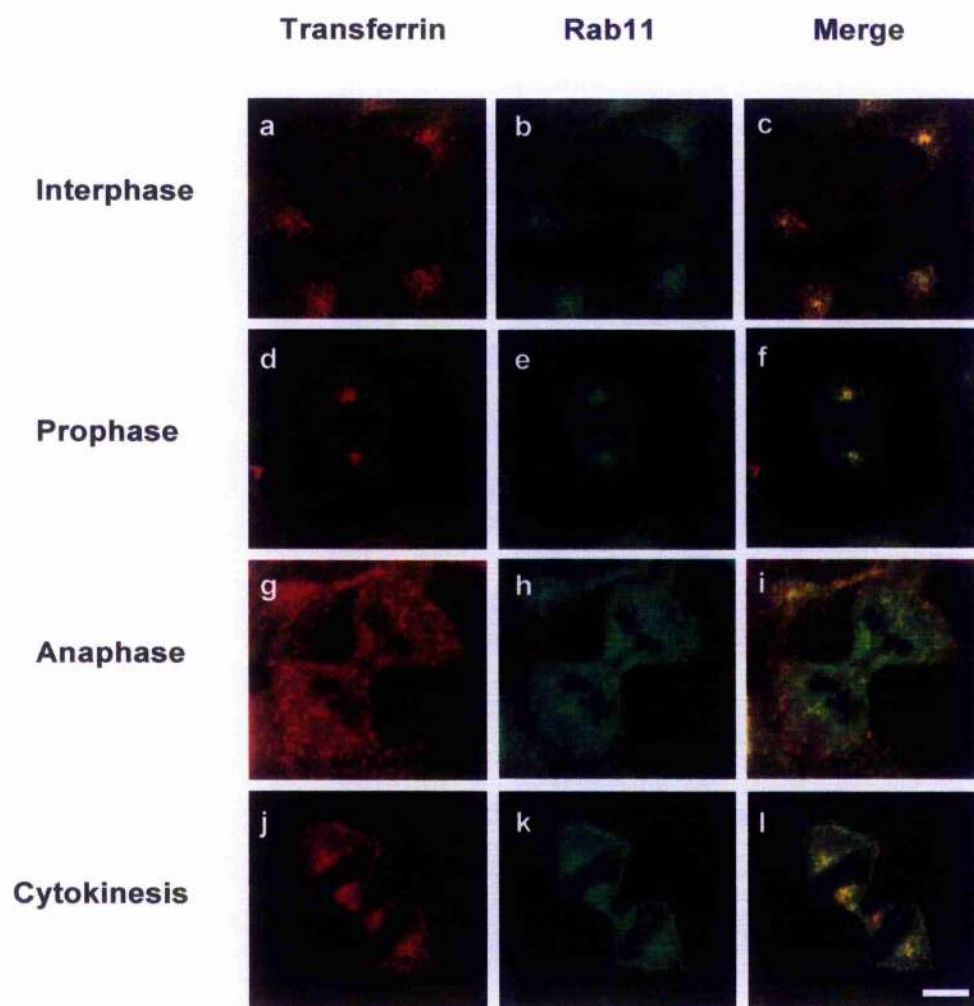 Transferrin Rab11 Merge
Interphase
a b c
Prophase
d e f
Anaphase
g h i
Cytokinesis
j k l